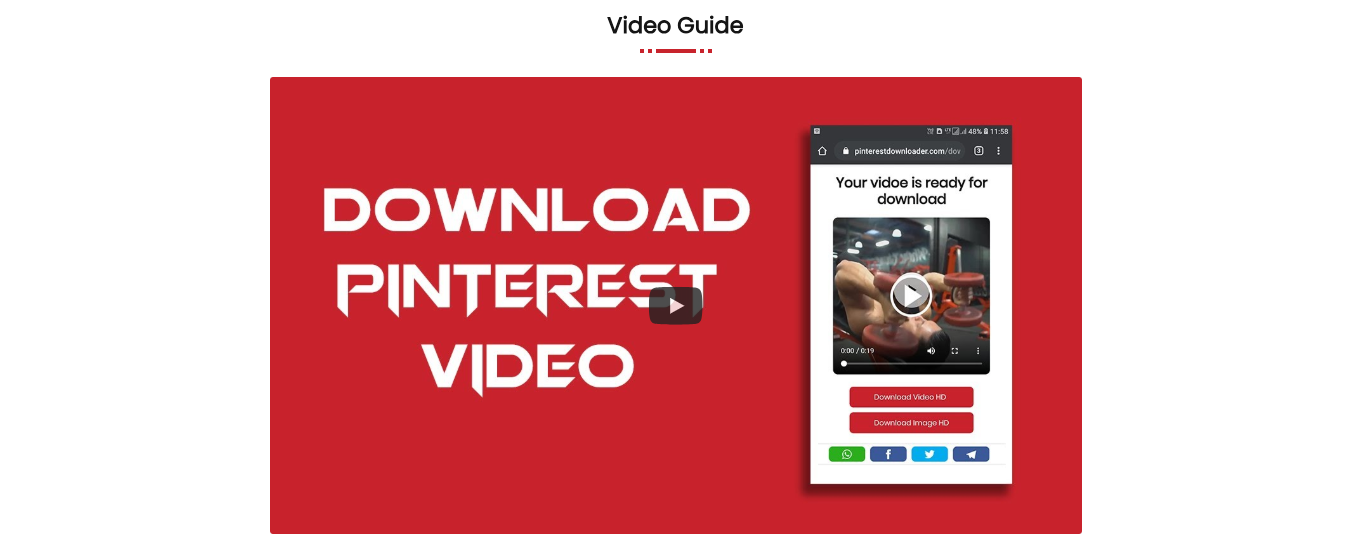 Video Guide
DOWNLOAD
PINTEREST
VIDEO
48% 11:58
pinterestdownloader.com/dov
3
Your vidoe is ready for
download
0:00 / 0:19
Download Video HD
Download Image HD